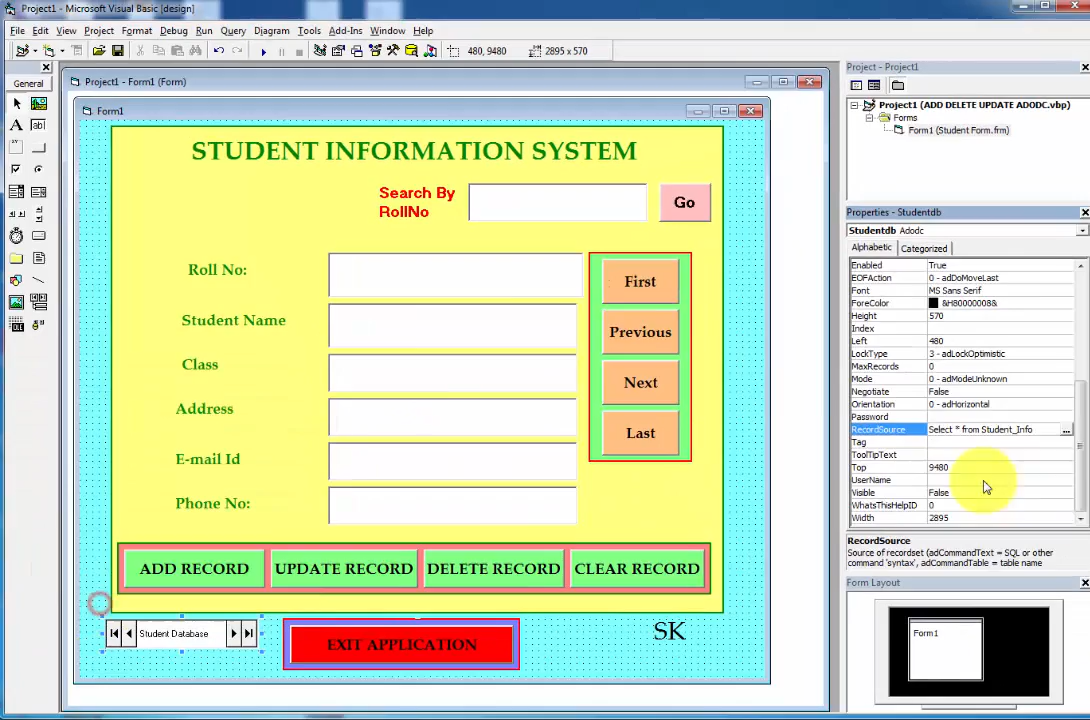 Project1 - Microsoft Visual Basic [design]
File Edit View Project Format Debug Run Query Diagram Tools Add-Ins Window Help
480, 9480 2895 x 570
General
Project1 - Form1 (Form)
Form1
STUDENT INFORMATION SYSTEM
Search By
RollNo
Go
Roll No:
Student Name
Class
Address
E-mail Id
Phone No:
First
Previous
Next
Last
ADD RECORD UPDATE RECORD DELETE RECORD CLEAR RECORD
Student Database
EXIT APPLICATION
SK
Project - Project1
Project1 (ADD DELETE UPDATE ADODC.vbp)
Forms
Form1 (Student Form.frm)
Properties - Studentdb
Studentdb Adodc
Alphabetic Categorized
Enabled True
EOFAction 0 - adDoMoveLast
Font MS Sans Serif
ForeColor &H80000008&
Height 570
Index
Left 480
LockType 3 - adLockOptimistic
MaxRecords 0
Mode 0 - adModeUnknown
Negotiate False
Orientation 0 - adHorizontal
Password
RecordSource Select * from Student_Info ...
Tag
ToolTipText
Top 9480
UserName
Visible False
WhatsThisHelpID 0
Width 2895
RecordSource
Source of recordset (adCommandText = SQL or other
command 'syntax', adCommandTable = table name
Form Layout
Form1